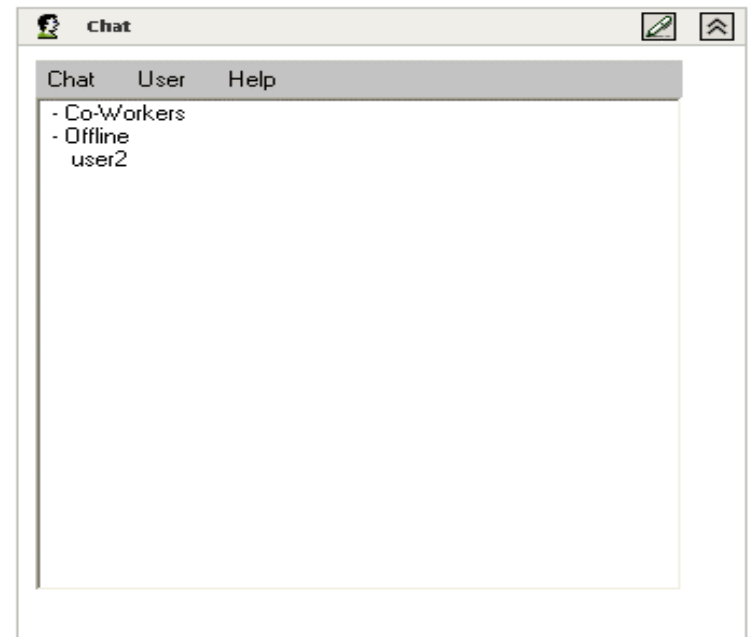 Chat
Chat User Help
- Co-Workers
- Offline
user2